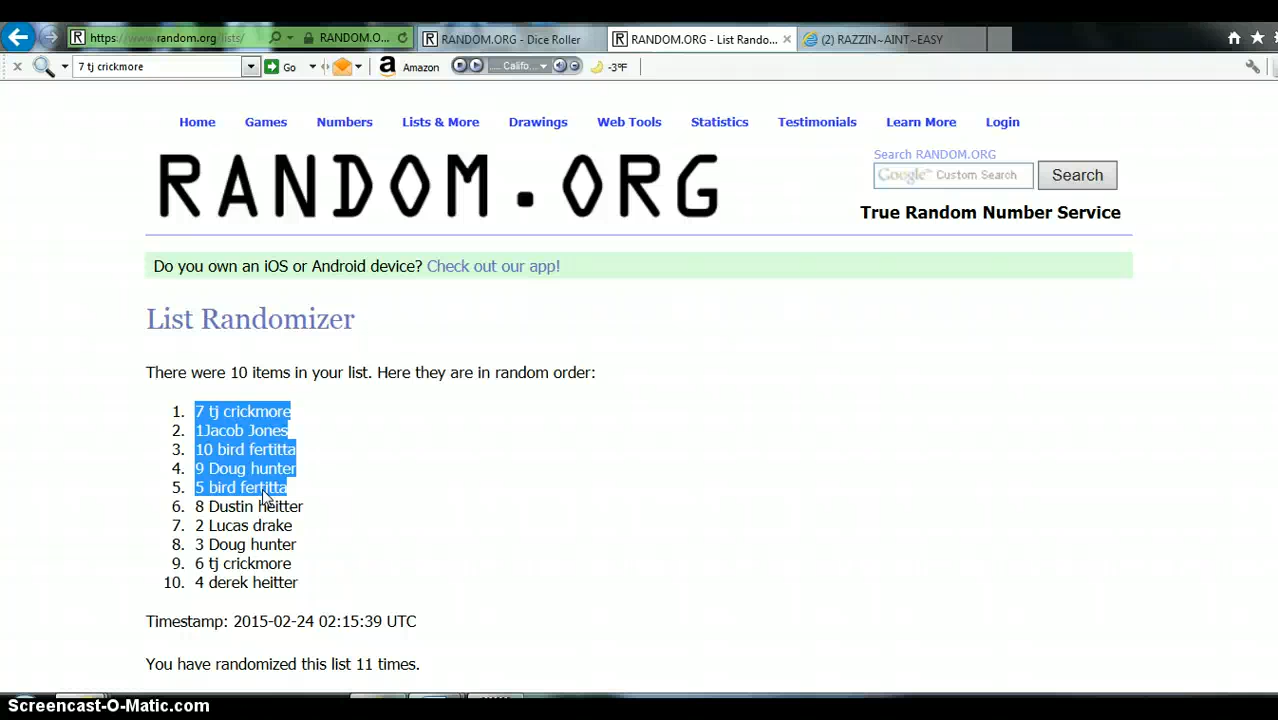 https://www.random.org/lists/ RANDOM.O... RANDOM.ORG - Dice Roller RANDOM.ORG - List Rando... (2) RAZZIN~AINT~EASY
7 tj crickmore Go Amazon .... Califo... -3°F
Home Games Numbers Lists & More Drawings Web Tools Statistics Testimonials Learn More Login
RANDOM.ORG
Search RANDOM.ORG
Google™ Custom Search Search
True Random Number Service
Do you own an iOS or Android device? Check out our app!
List Randomizer
There were 10 items in your list. Here they are in random order:
1. 7 tj crickmore
2. 1Jacob Jones
3. 10 bird fertitta
4. 9 Doug hunter
5. 5 bird fertitta
6. 8 Dustin heitter
7. 2 Lucas drake
8. 3 Doug hunter
9. 6 tj crickmore
10. 4 derek heitter
Timestamp: 2015-02-24 02:15:39 UTC
You have randomized this list 11 times.
Screencast-O-Matic.com